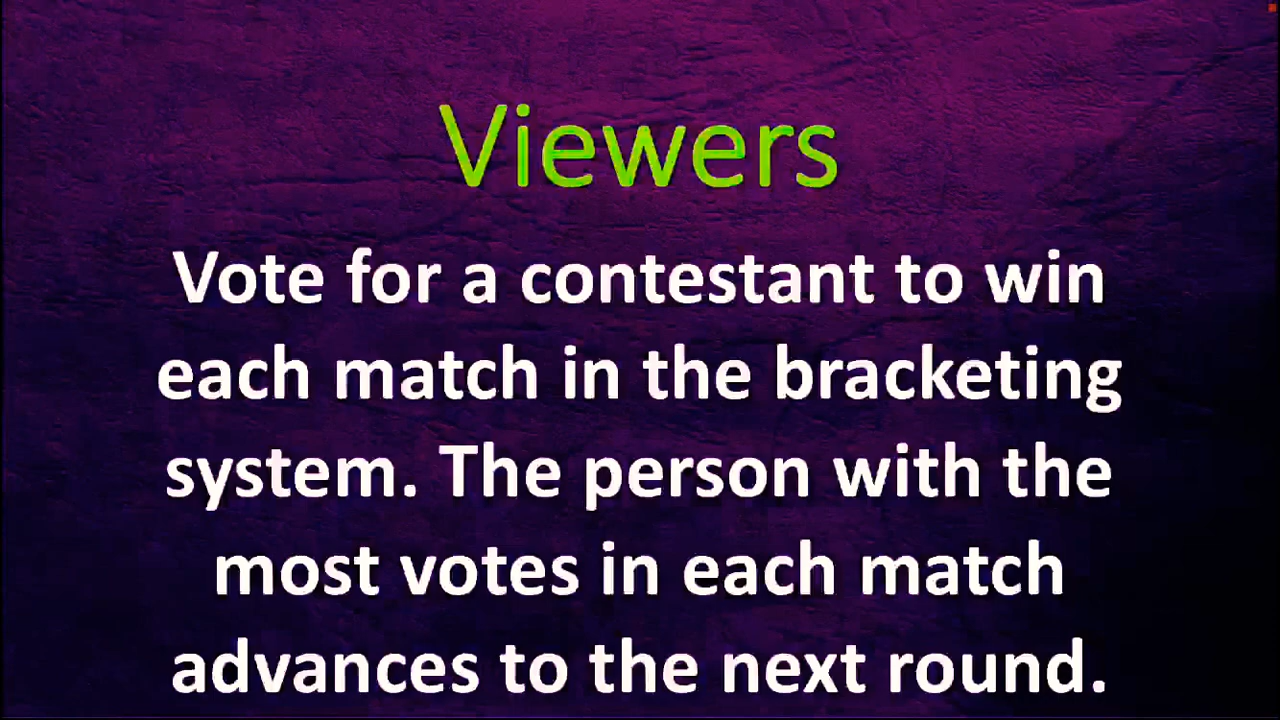 Viewers
Vote for a contestant to win
each match in the bracketing
system. The person with the
most votes in each match
advances to the next round.